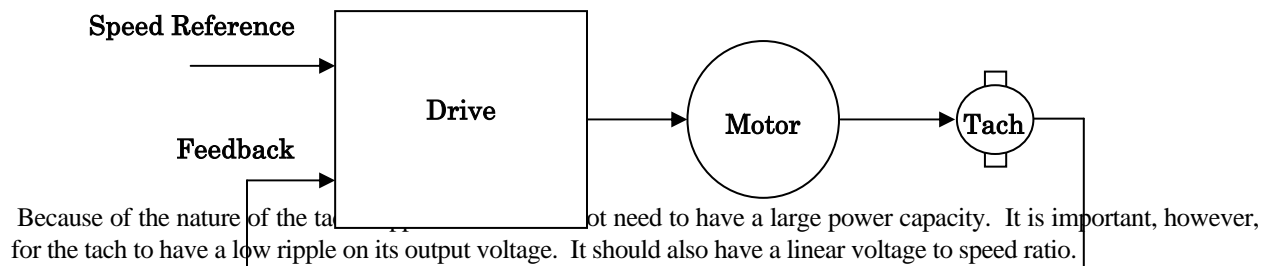 Speed Reference
Drive
Motor
Tach
Feedback
Because of the nature of the need to have a large power capacity. It is important, however,
for the tach to have a low ripple on its output voltage. It should also have a linear voltage to speed ratio.